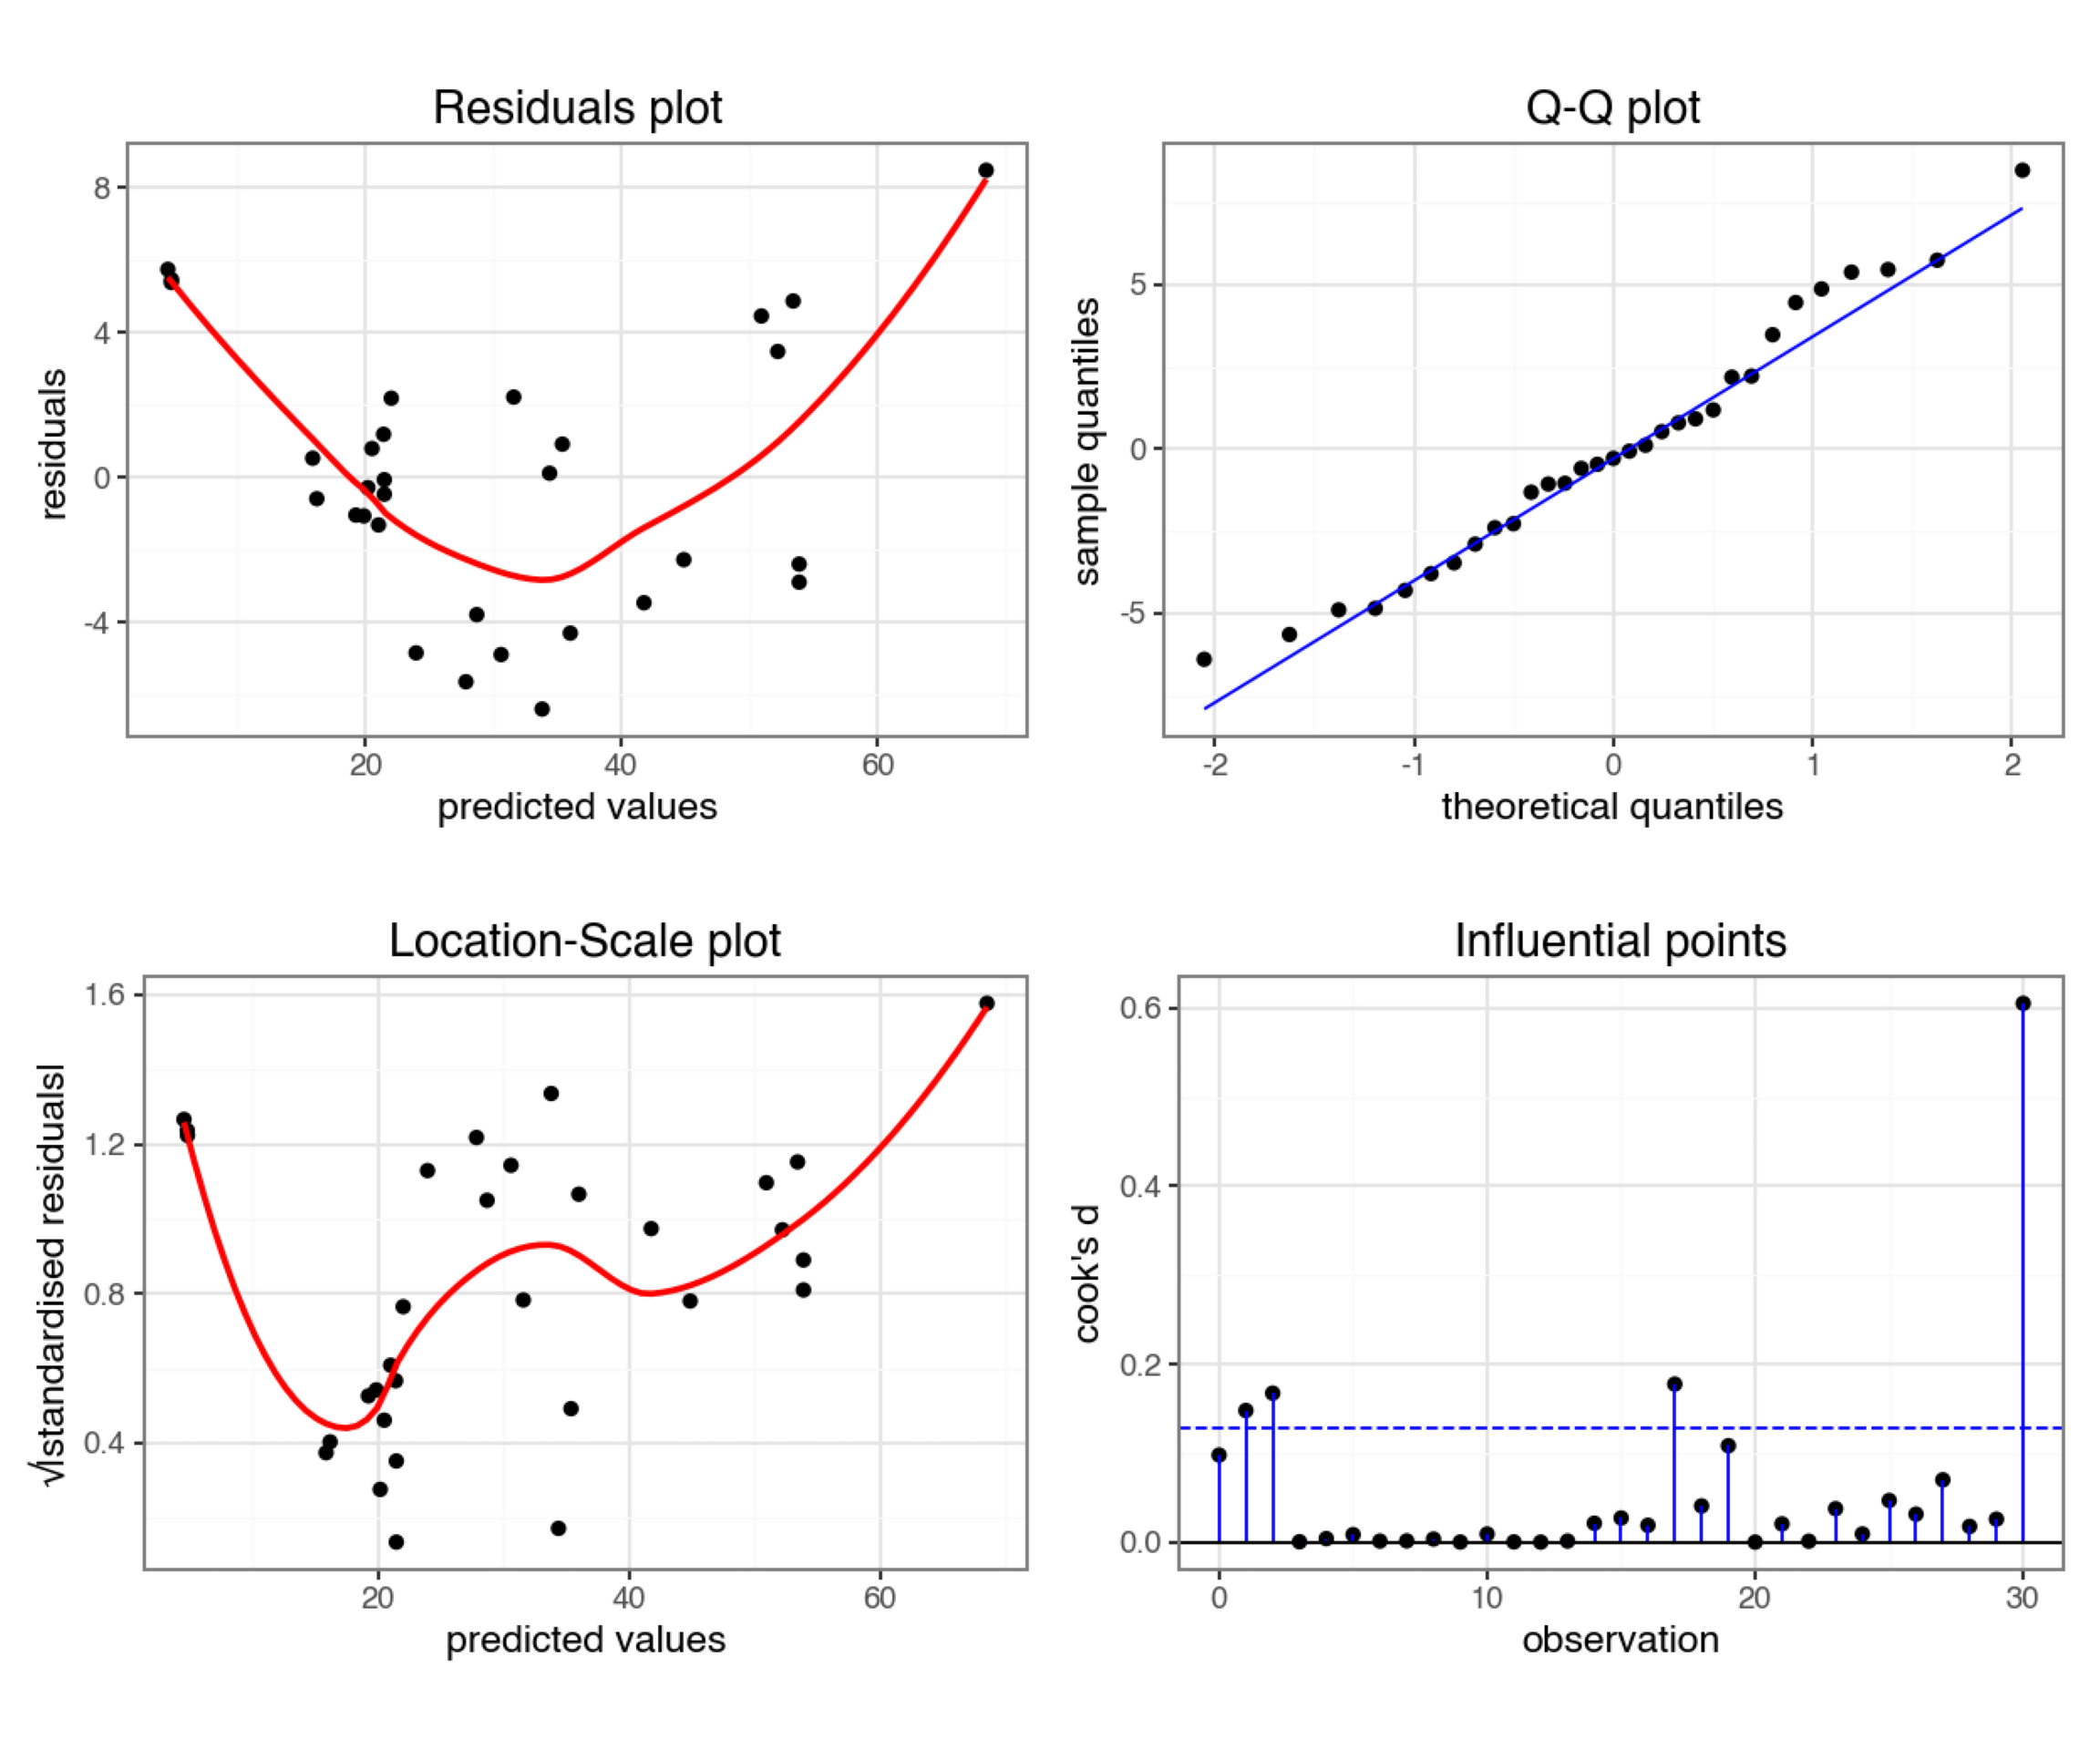 Residuals plot
8
4
0
-4
residuals
20 40 60
predicted values
Q-Q plot
5
0
-5
sample quantiles
-2 -1 0 1 2
theoretical quantiles
Location-Scale plot
1.6
1.2
0.8
0.4
√|standardised residuals|
20 40 60
predicted values
Influential points
0.6
0.4
0.2
0.0
cook's d
0 10 20 30
observation